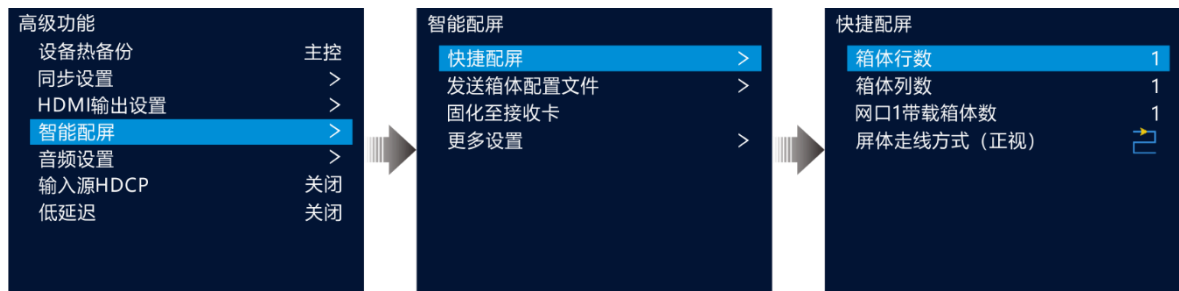 高级功能
设备热备份 主控
同步设置 >
HDMI输出设置 >
智能配屏 >
音频设置 >
输入源HDCP 关闭
低延迟 关闭
智能配屏
快捷配屏 >
发送箱体配置文件 >
固化至接收卡
更多设置 >
快捷配屏
箱体行数 1
箱体列数 1
网口1带载箱体数 1
屏体走线方式（正视）